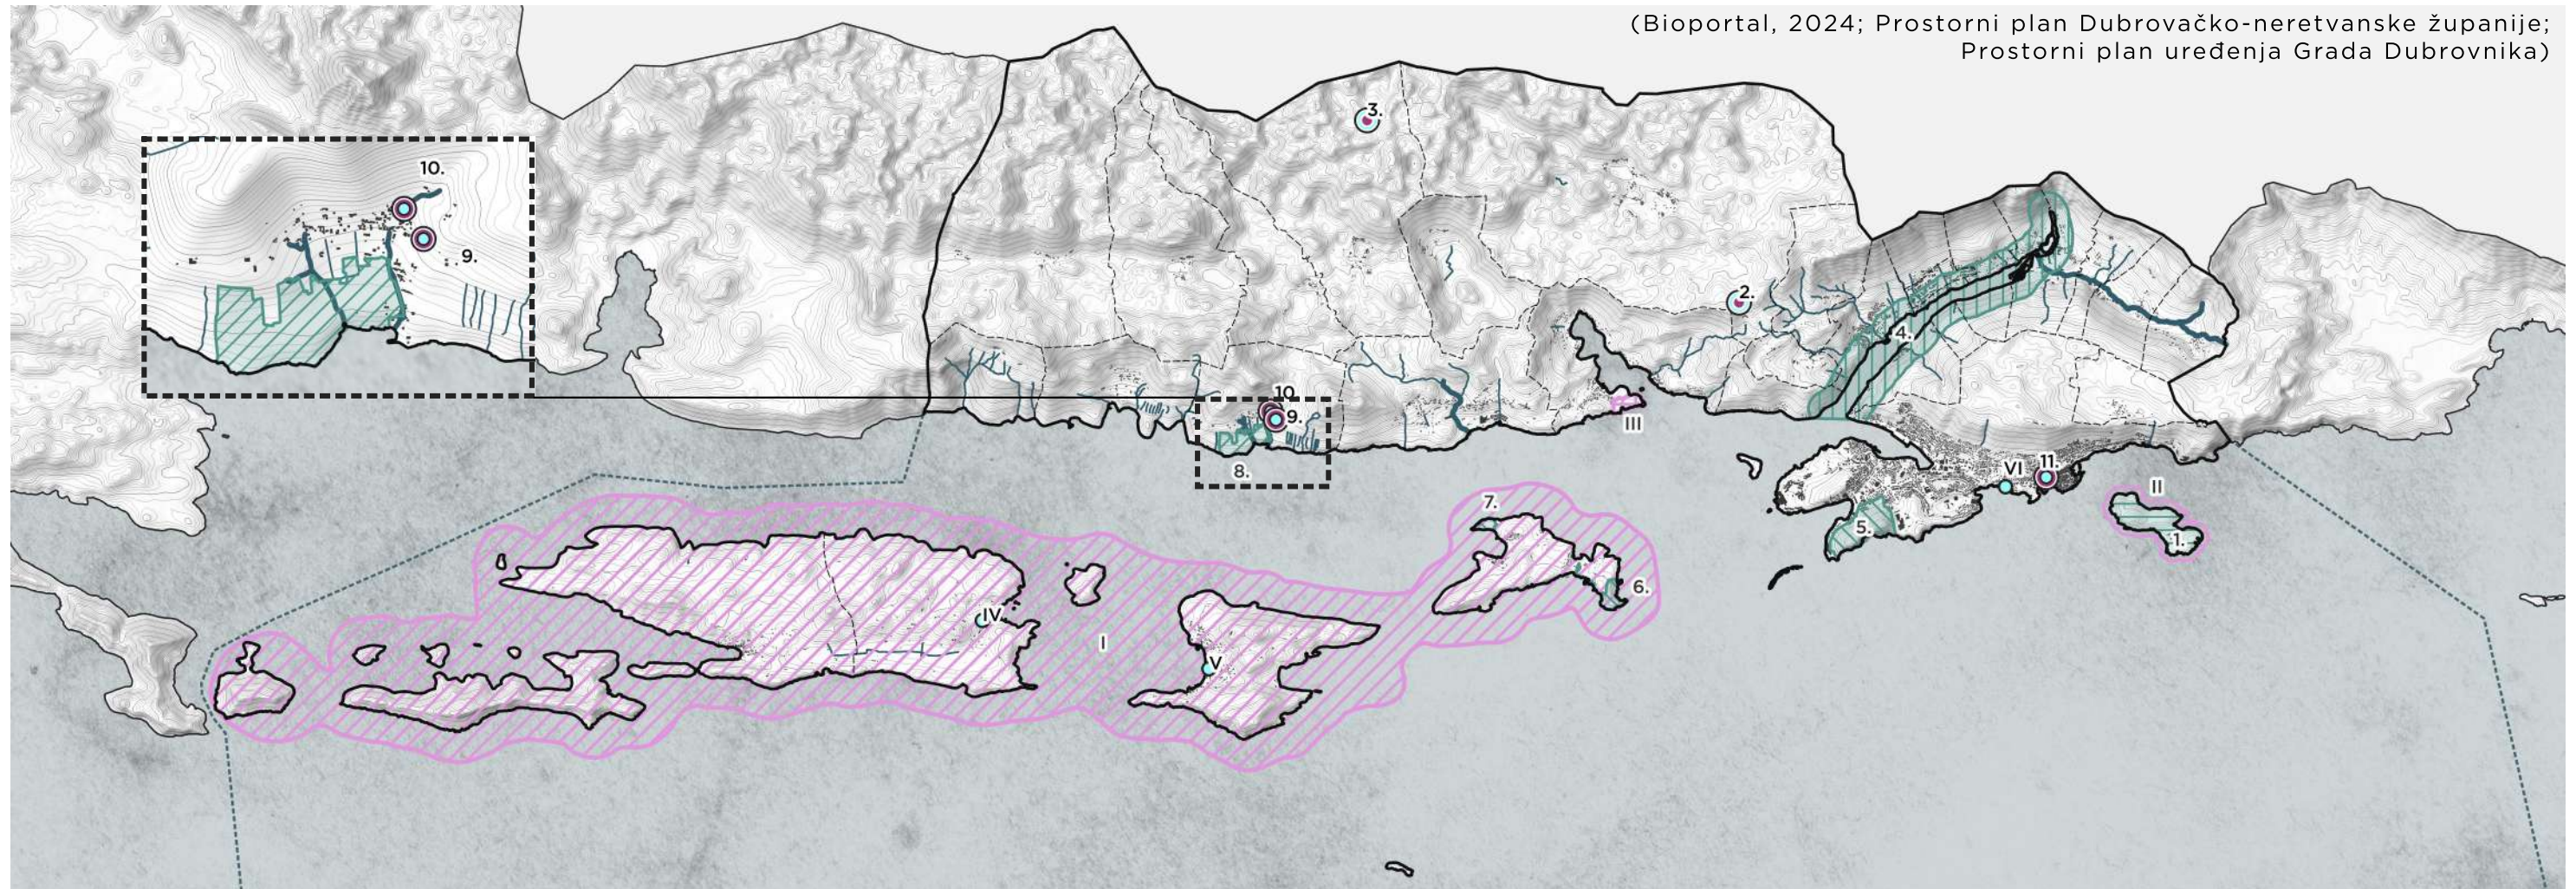 (Bioportal, 2024; Prostorni plan Dubrovačko-neretvanske županije;
Prostorni plan uređenja Grada Dubrovnika)
3.
10.
9.
2.
4.
10
9.
III
8.
VI
11.
II
7.
5.
1.
6.
IV
I
V